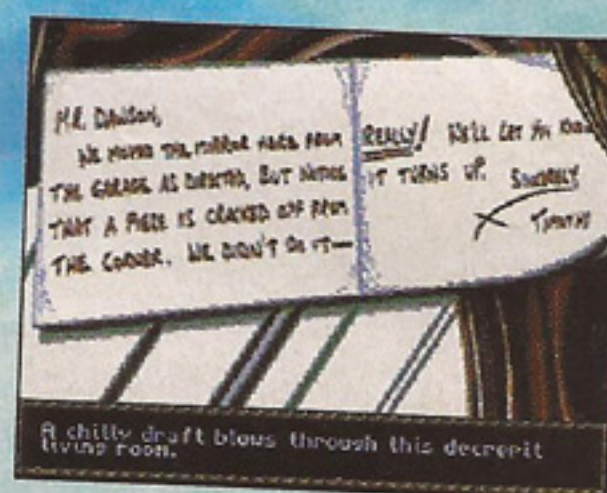 MR. DAWSON,
WE MOVED THE MIRROR HERE FROM
THE GARAGE AS DIRECTED, BUT NOTICE
THAT A PIECE IS CRACKED OFF FROM
THE CORNER. WE DIDN'T DO IT—
REALLY! WE'LL LET YOU KNOW
IT TURNS UP. SINCERELY
TIMOTHY
A chilly draft blows through this decrepit
living room.